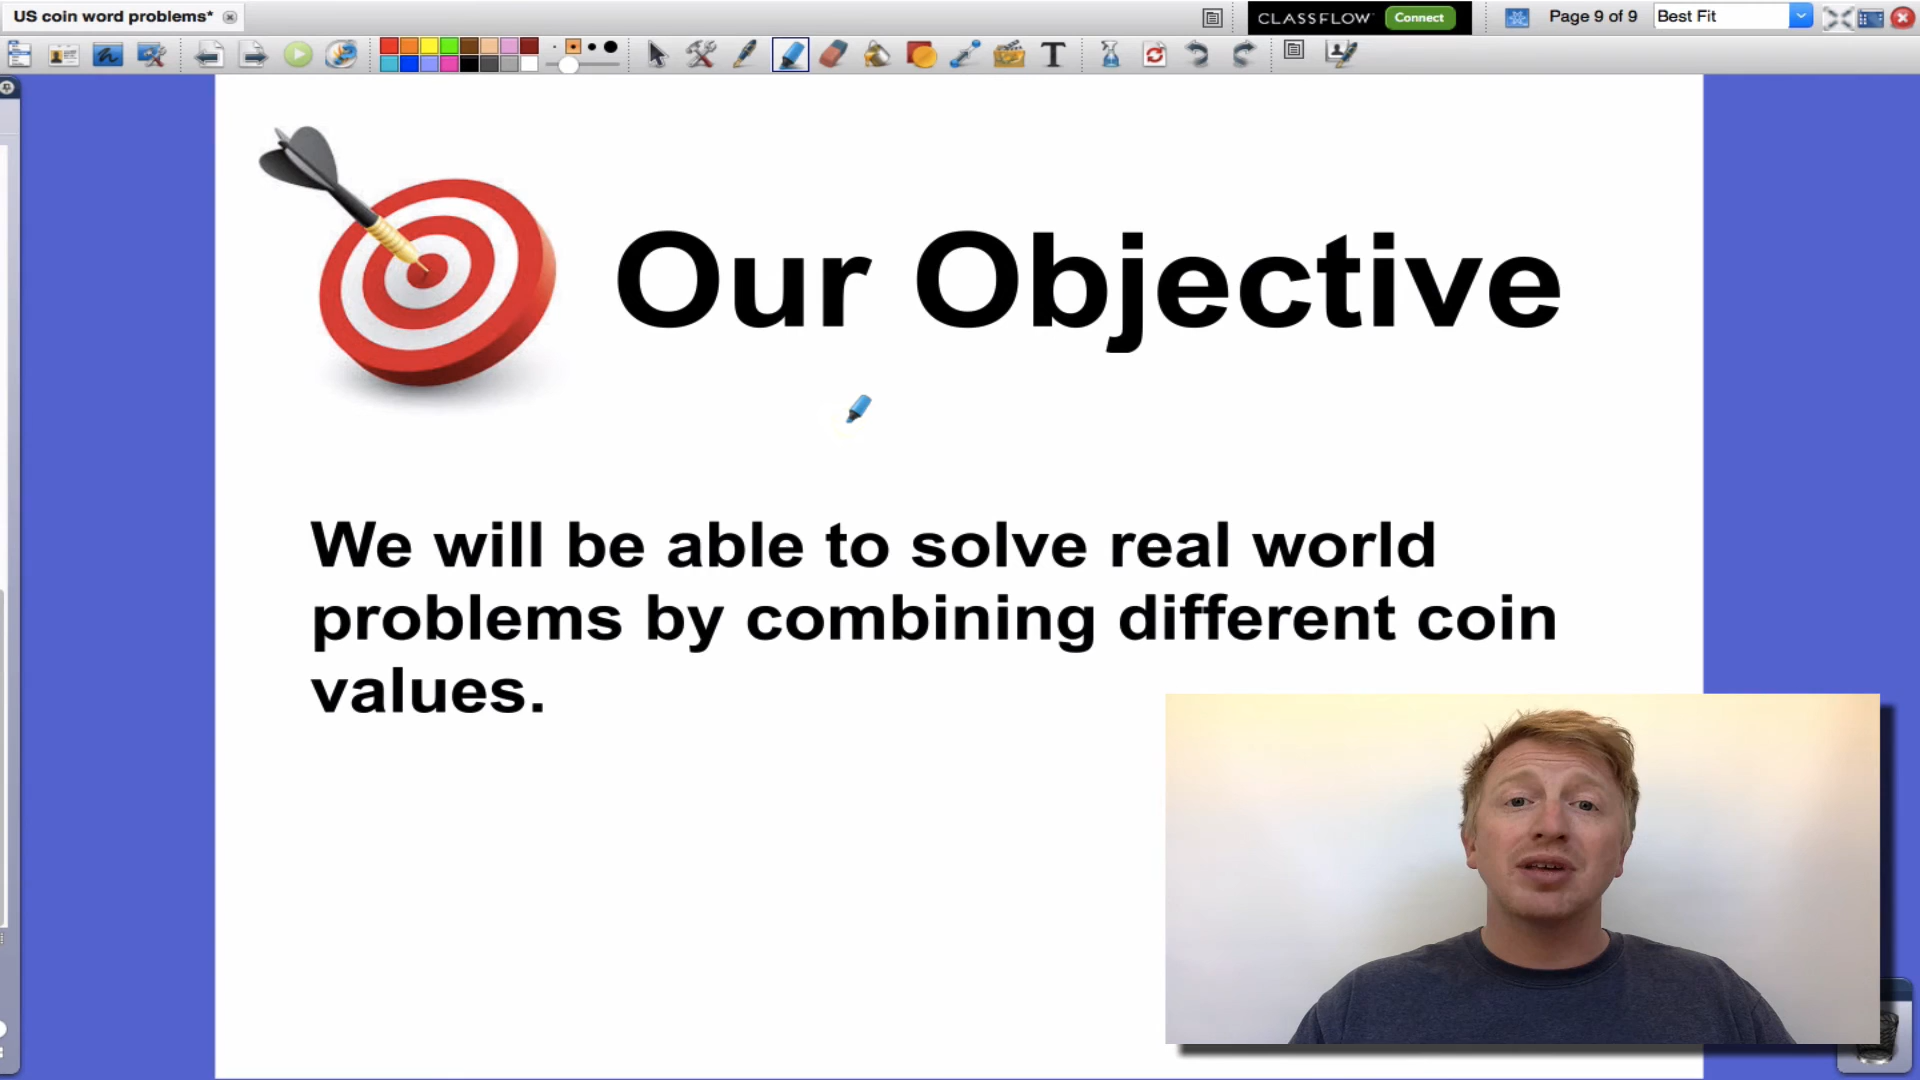 US coin word problems*
CLASSFLOW Connect
Page 9 of 9
Best Fit
T
Our Objective
We will be able to solve real world
problems by combining different coin
values.